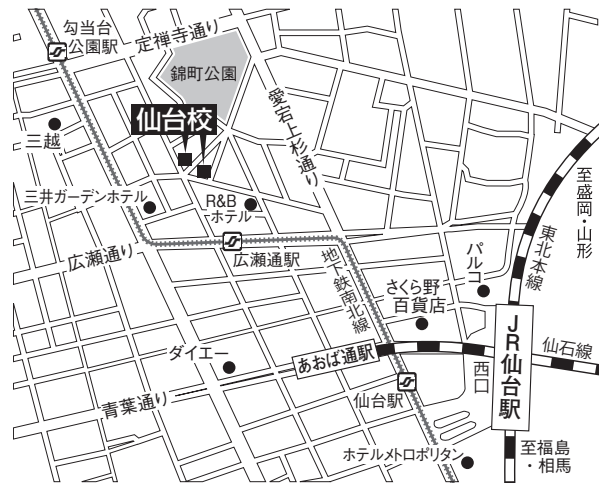 勾当台
公園駅
定禅寺通り
錦町公園
愛宕上杉通り
三越
仙台校
三井ガーデンホテル
R&B
ホテル
広瀬通り
広瀬通駅
地下鉄南北線
至盛岡・山形
東北本線
パルコ
さくら野
百貨店
ダイエー
あおば通駅
JR仙台駅
仙石線
西口
青葉通り
仙台駅
ホテルメトロポリタン
至福島
・相馬